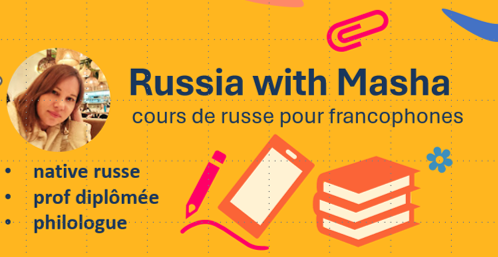 Russia with Masha
cours de russe pour francophones
• native russe
• prof diplômée
• philologue